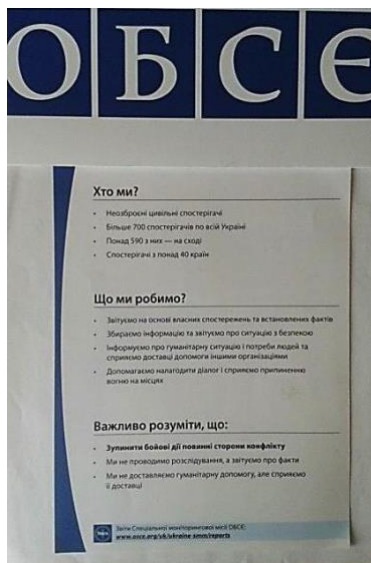 ОБСЄ
Хто ми?
• Неозброєні цивільні спостерігачі
• Більше 700 спостерігачів по всій Україні
• Понад 590 з них — на сході
• Спостерігачі з понад 40 країн
Що ми робимо?
• Звітуємо на основі власних спостережень та встановлених фактів
• Збираємо інформацію та звітуємо про ситуацію з безпекою
• Інформуємо про гуманітарну ситуацію і потреби людей та
сприяємо доставці допомоги іншими організаціями
• Допомагаємо налагодити діалог і сприяємо припиненню
вогню на місцях
Важливо розуміти, що:
• Зупинити бойові дії повинні сторони конфлікту
• Ми не проводимо розслідування, а звітуємо про факти
• Ми не доставляємо гуманітарну допомогу, але сприяємо
її доставці
Звіти Спеціальної моніторингової місії ОБСЄ:
www.osce.org/uk/ukraine-smm/reports